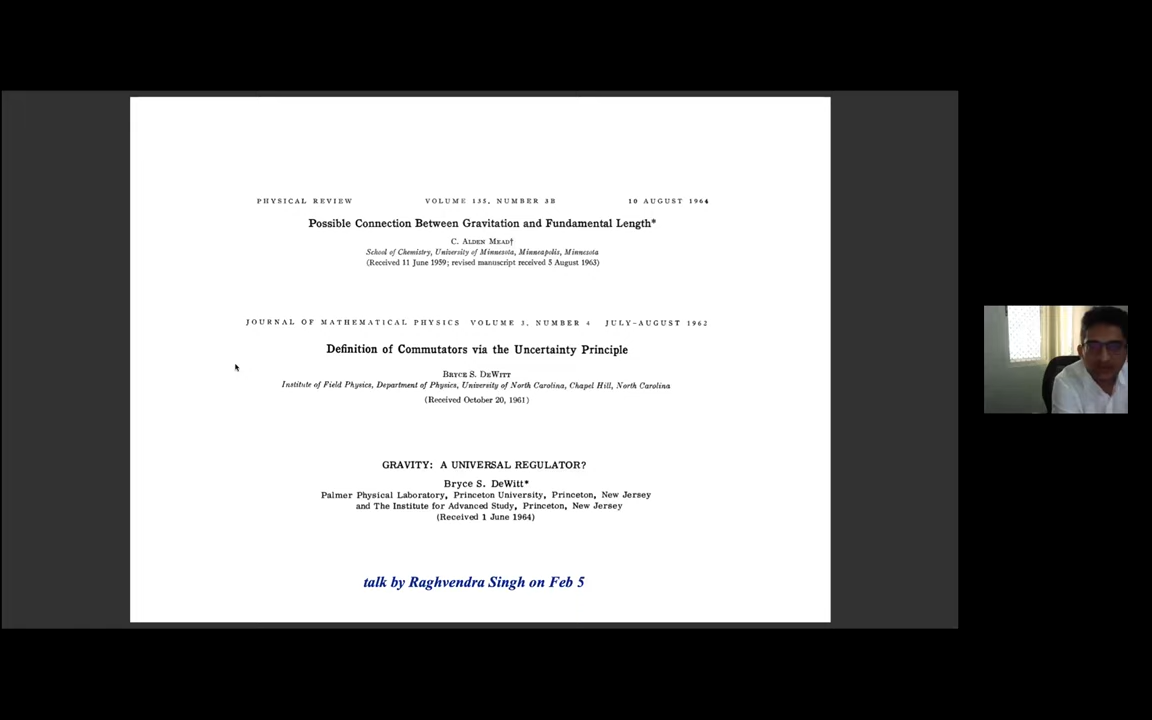 PHYSICAL REVIEW VOLUME 135, NUMBER 3B 10 AUGUST 1964
Possible Connection Between Gravitation and Fundamental Length*
C. ALDEN MEAD†
School of Chemistry, University of Minnesota, Minneapolis, Minnesota
(Received 11 June 1959; revised manuscript received 5 August 1963)
JOURNAL OF MATHEMATICAL PHYSICS VOLUME 3, NUMBER 4 JULY-AUGUST 1962
Definition of Commutators via the Uncertainty Principle
BRYCE S. DEWITT
Institute of Field Physics, Department of Physics, University of North Carolina, Chapel Hill, North Carolina
(Received October 20, 1961)
GRAVITY: A UNIVERSAL REGULATOR?
Bryce S. DeWitt*
Palmer Physical Laboratory, Princeton University, Princeton, New Jersey
and The Institute for Advanced Study, Princeton, New Jersey
(Received 1 June 1964)
talk by Raghvendra Singh on Feb 5